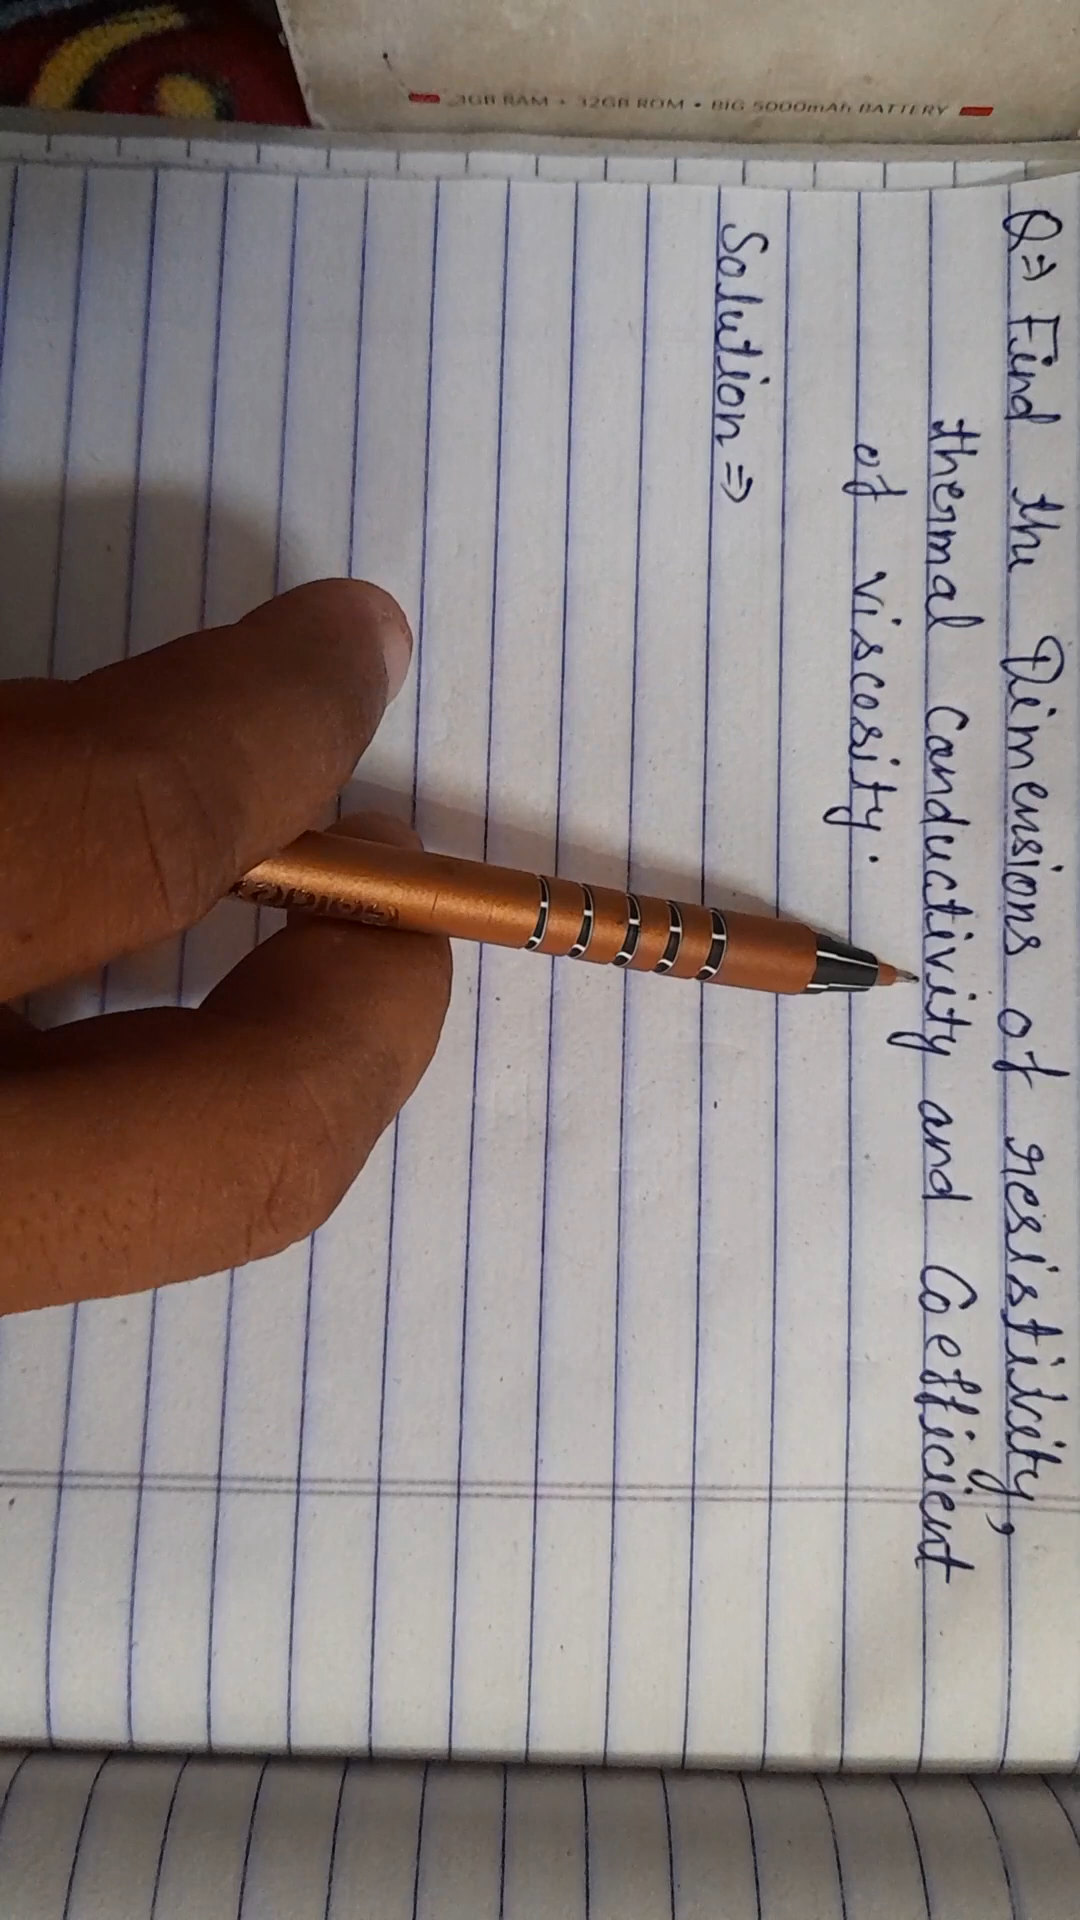 3GB RAM + 32GB ROM • BIG 5000mAh BATTERY
Q⇒ Find the Dimensions of resistivity,
thermal Conductivity and Coefficient
of viscosity.
Solution ⇒